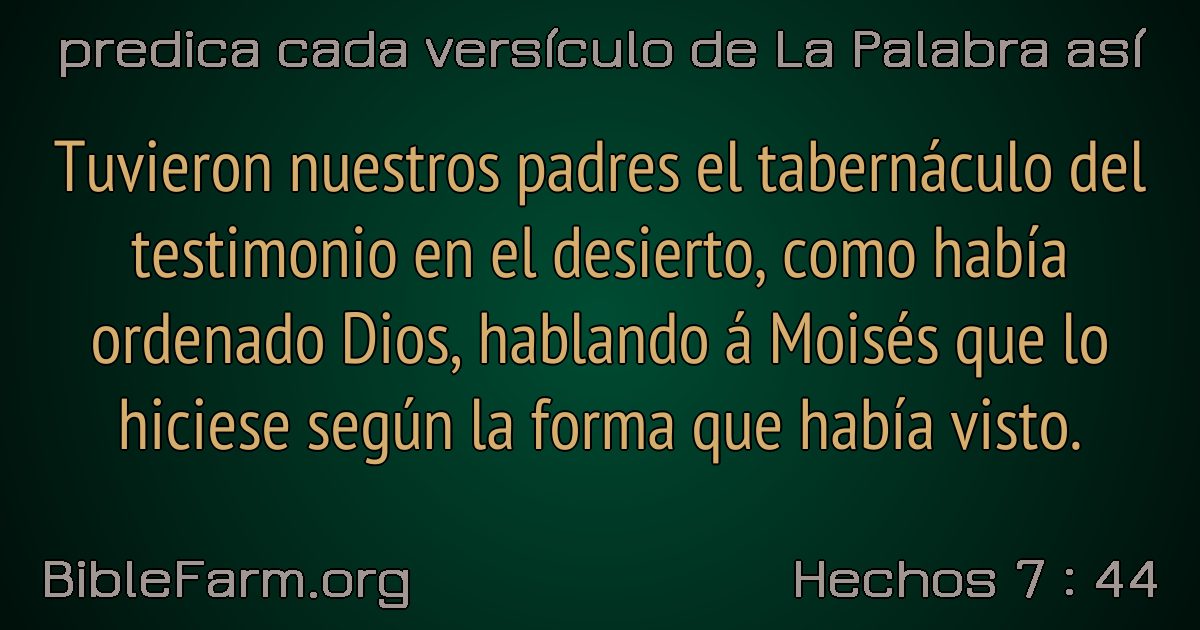 predica cada versículo de La Palabra así
Tuvieron nuestros padres el tabernáculo del
testimonio en el desierto, como había
ordenado Dios, hablando á Moisés que lo
hiciese según la forma que había visto.
BibleFarm.org
Hechos 7 : 44